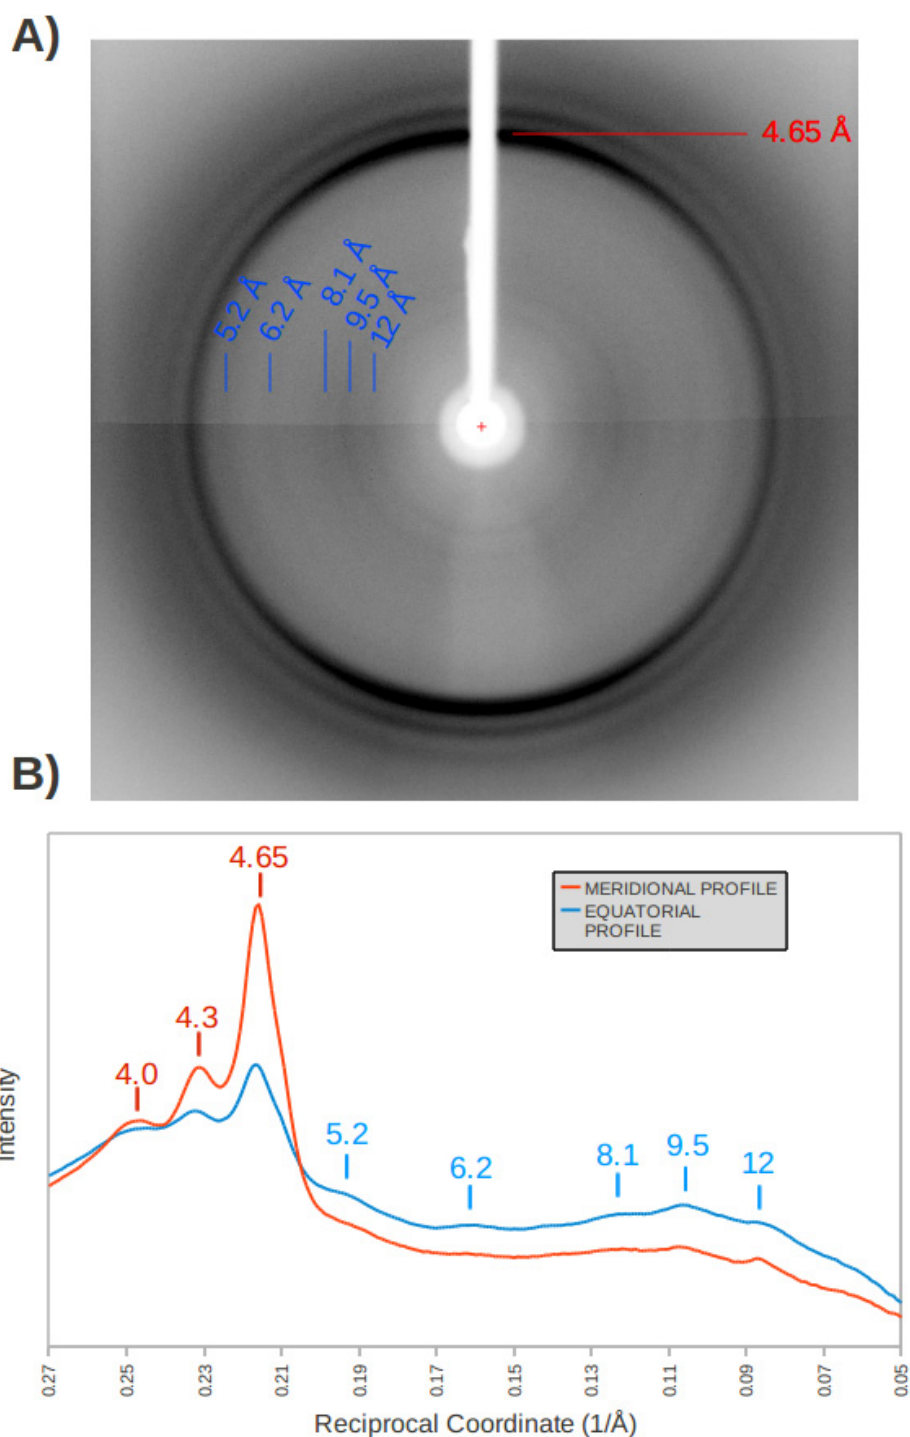 A)
4.65 Å
5.2 Å
6.2 Å
8.1 Å
9.5 Å
12 Å
B)
4.65
4.3
4.0
5.2
6.2
8.1
9.5
12
MERIDIONAL PROFILE
EQUATORIAL
PROFILE
Intensity
0.27
0.25
0.23
0.21
0.19
0.17
0.15
0.13
0.11
0.09
0.07
0.05
Reciprocal Coordinate (1/Å)